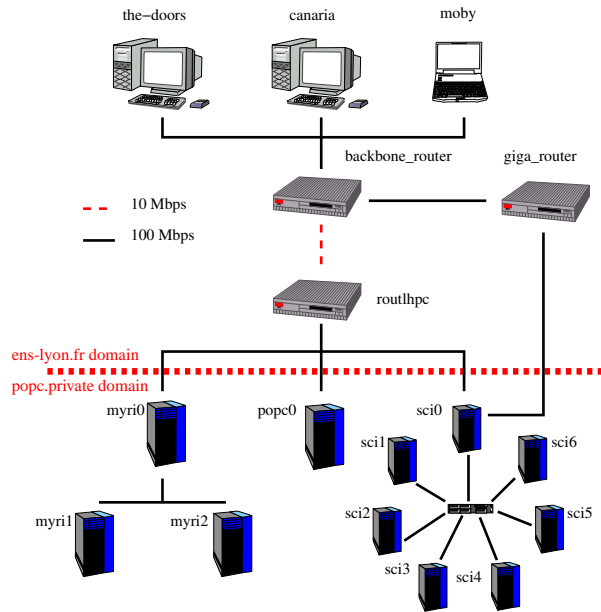 the-doors
canaria
moby
backbone_router
giga_router
10 Mbps
100 Mbps
routlhpc
ens-lyon.fr domain
popc.private domain
myri0
popc0
sci0
sci1
sci6
myri1
myri2
sci2
sci5
sci3
sci4